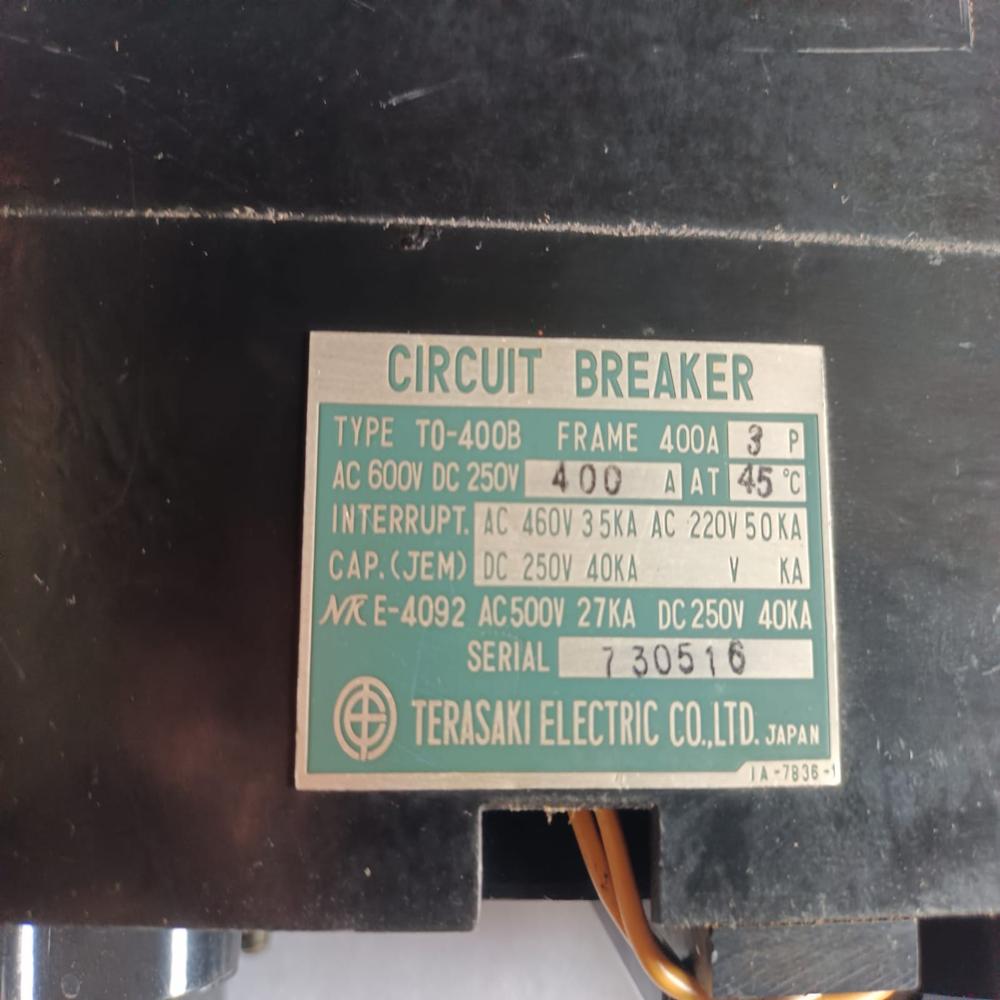 CIRCUIT BREAKER
TYPE TO-400B FRAME 400A 3 P
AC 600V DC 250V 400 A AT 45 °C
INTERRUPT. AC 460V 35KA AC 220V 50KA
CAP.(JEM) DC 250V 40KA V KA
NK E-4092 AC500V 27KA DC250V 40KA
SERIAL 730516
TERASAKI ELECTRIC CO.,LTD. JAPAN
IA-7836-1